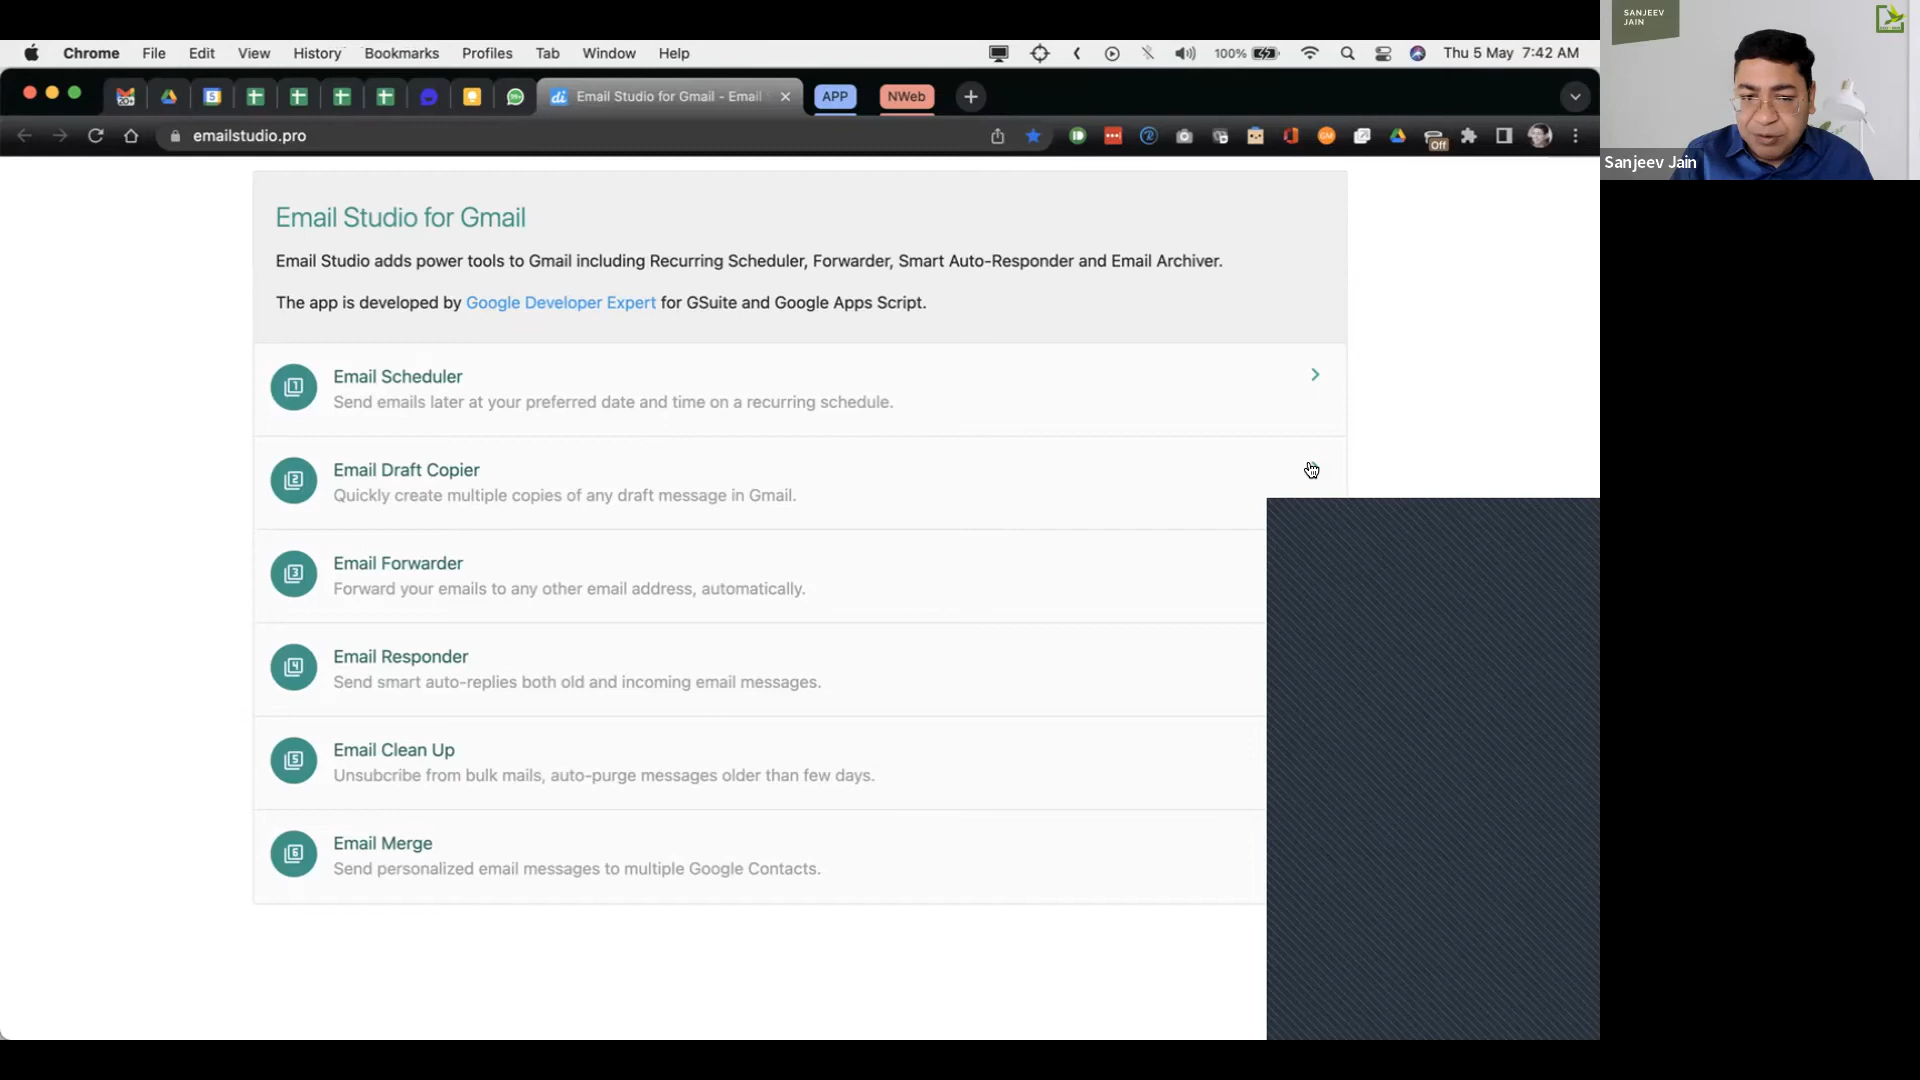 Chrome File Edit View History Bookmarks Profiles Tab Window Help 100% Thu 5 May 7:42 AM
Email Studio for Gmail - Email APP NWeb
emailstudio.pro
Off
Email Studio for Gmail
Email Studio adds power tools to Gmail including Recurring Scheduler, Forwarder, Smart Auto-Responder and Email Archiver.
The app is developed by Google Developer Expert for GSuite and Google Apps Script.
1
Email Scheduler
Send emails later at your preferred date and time on a recurring schedule.
2
Email Draft Copier
Quickly create multiple copies of any draft message in Gmail.
3
Email Forwarder
Forward your emails to any other email address, automatically.
4
Email Responder
Send smart auto-replies both old and incoming email messages.
5
Email Clean Up
Unsubcribe from bulk mails, auto-purge messages older than few days.
6
Email Merge
Send personalized email messages to multiple Google Contacts.
SANJEEV
JAIN
Sanjeev Jain